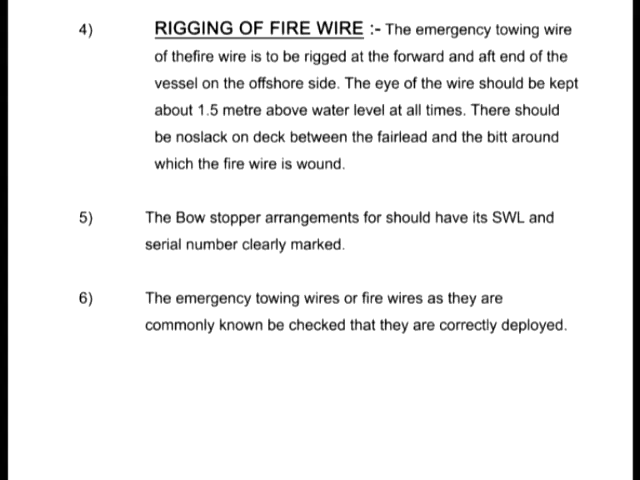 4) RIGGING OF FIRE WIRE :- The emergency towing wire
of thefire wire is to be rigged at the forward and aft end of the
vessel on the offshore side. The eye of the wire should be kept
about 1.5 metre above water level at all times. There should
be noslack on deck between the fairlead and the bitt around
which the fire wire is wound.
5) The Bow stopper arrangements for should have its SWL and
serial number clearly marked.
6) The emergency towing wires or fire wires as they are
commonly known be checked that they are correctly deployed.